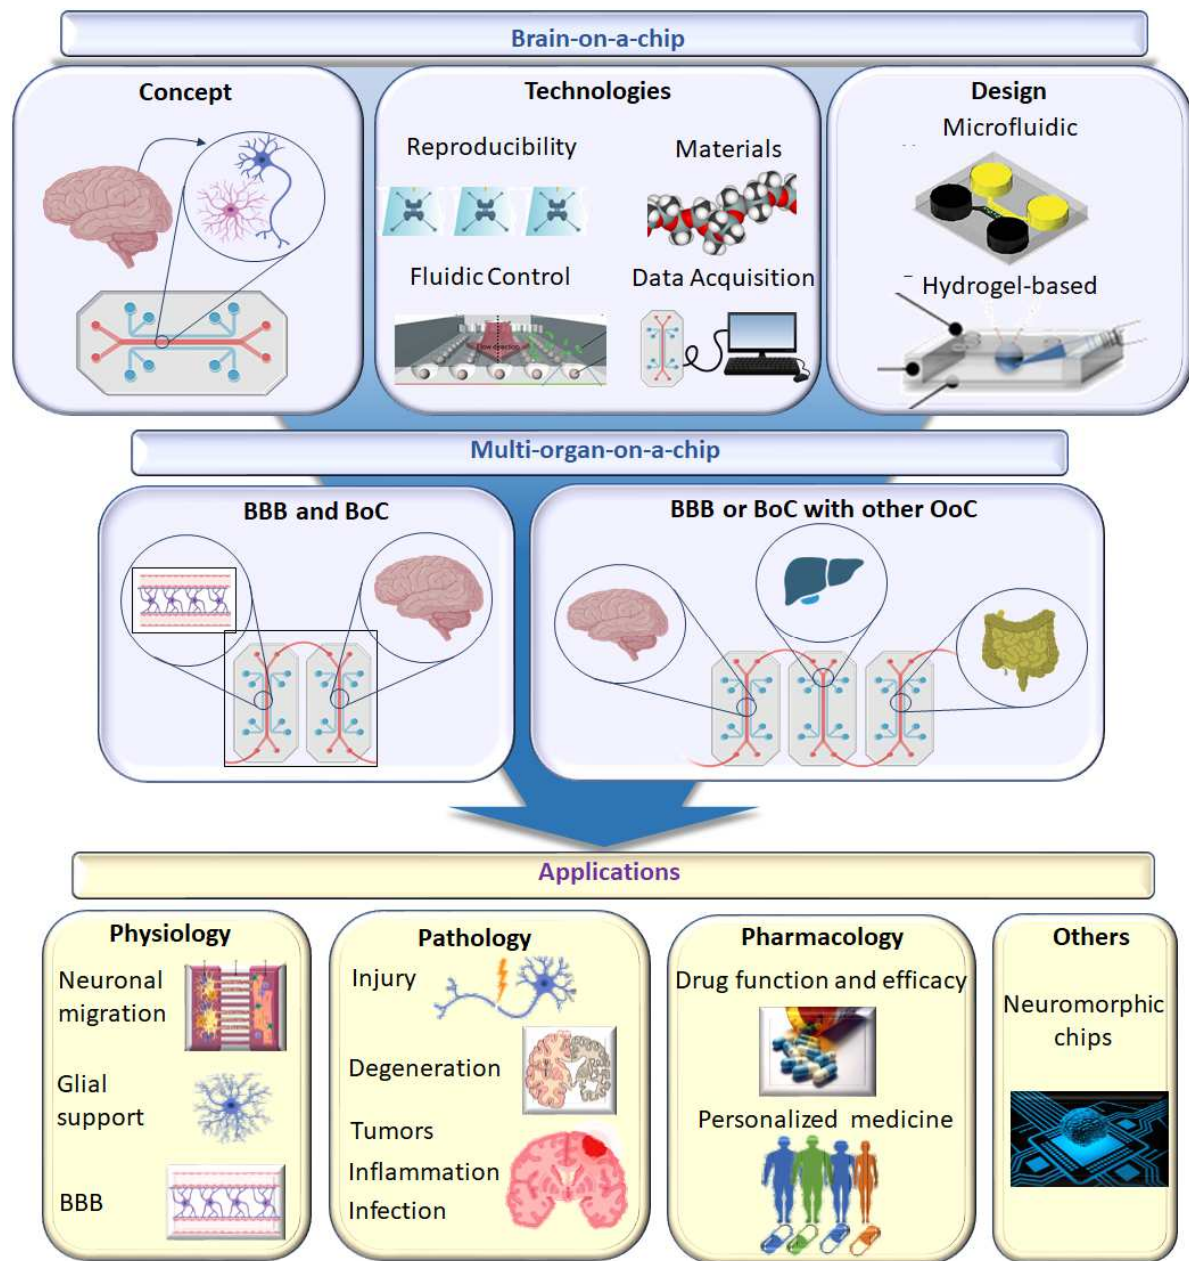 Brain-on-a-chip
Concept
Technologies
Reproducibility
Materials
Fluidic Control
Data Acquisition
Flow direction
Design
Microfluidic
Hydrogel-based
Multi-organ-on-a-chip
BBB and BoC
BBB or BoC with other OoC
Applications
Physiology
Neuronal
migration
Glial
support
BBB
Pathology
Injury
Degeneration
Tumors
Inflammation
Infection
Pharmacology
Drug function and efficacy
Personalized medicine
Others
Neuromorphic
chips